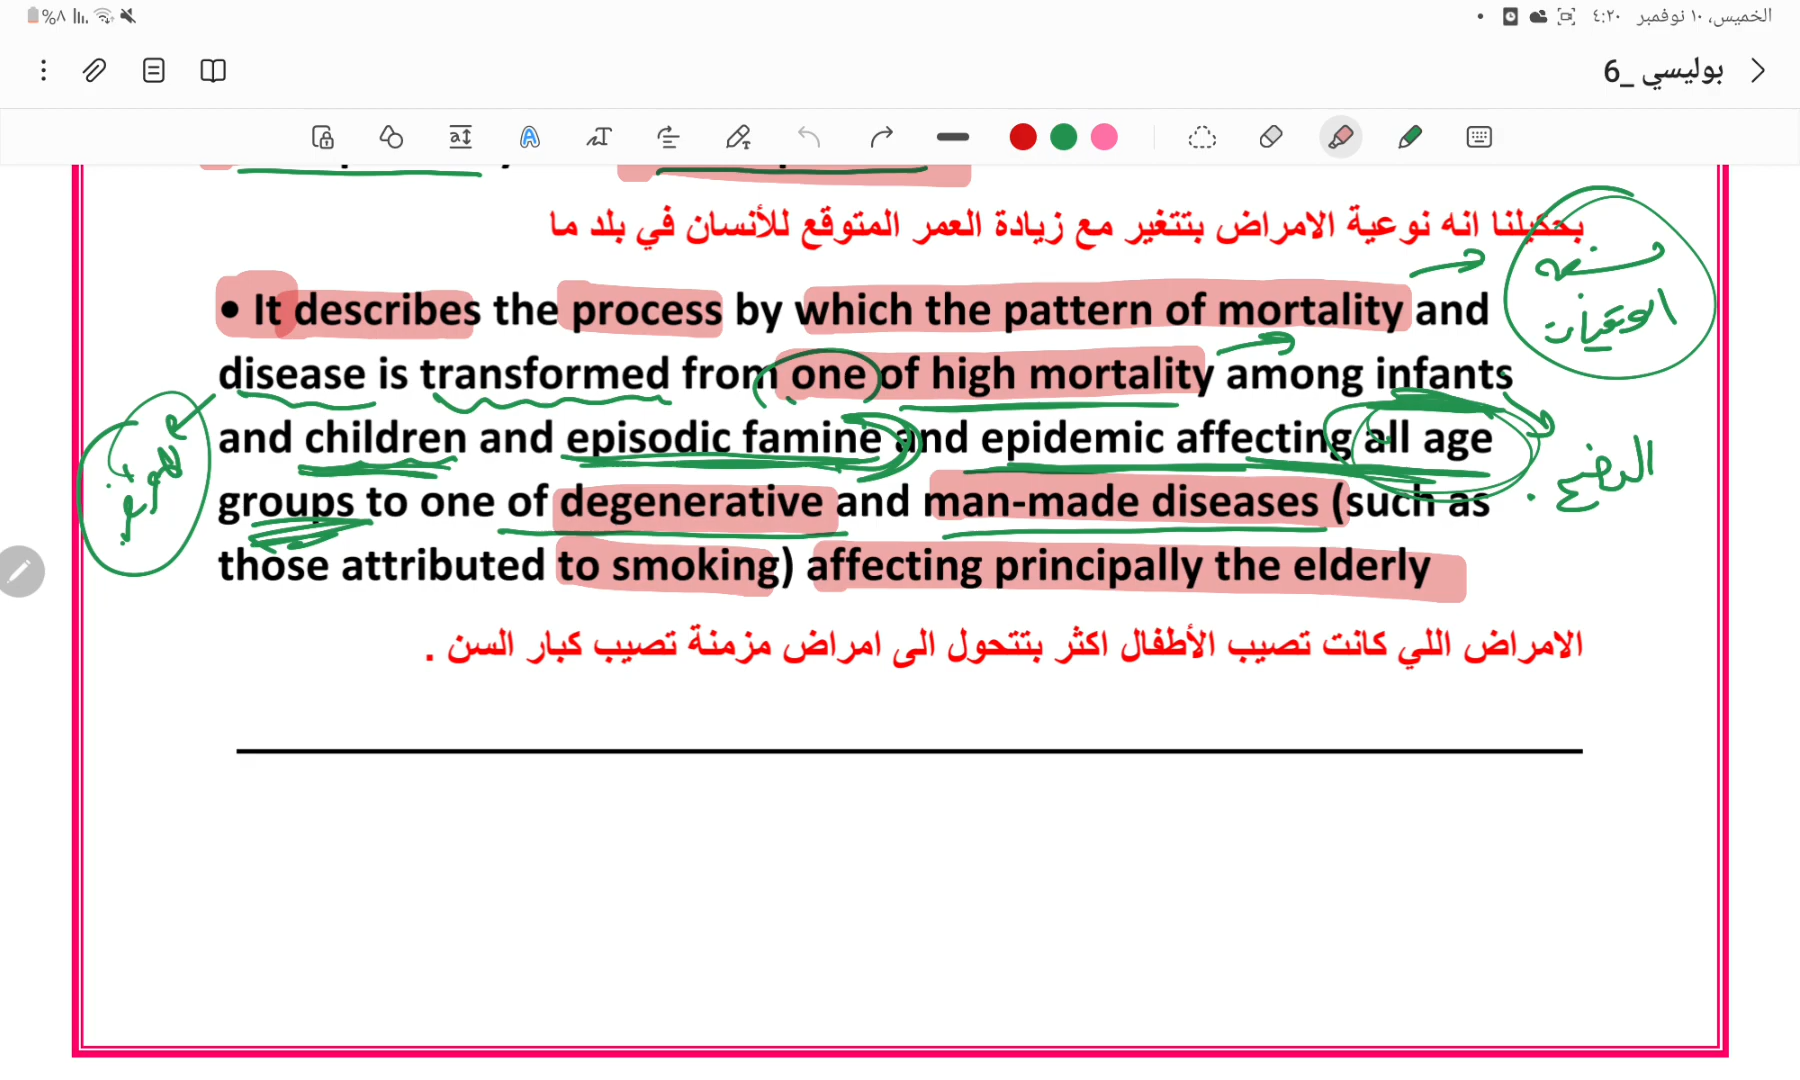 %٨
الخميس، ١٠ نوفمبر ٤:٢٠
بوليسي _6
بحكيلنا انه نوعية الامراض بتتغير مع زيادة العمر المتوقع للأنسان في بلد ما
• It describes the process by which the pattern of mortality and
disease is transformed from one of high mortality among infants
and children and episodic famine and epidemic affecting all age
groups to one of degenerative and man-made diseases (such as
those attributed to smoking) affecting principally the elderly
الامراض اللي كانت تصيب الأطفال اكثر بتتحول الى امراض مزمنة تصيب كبار السن .
الوفيات
الرضع